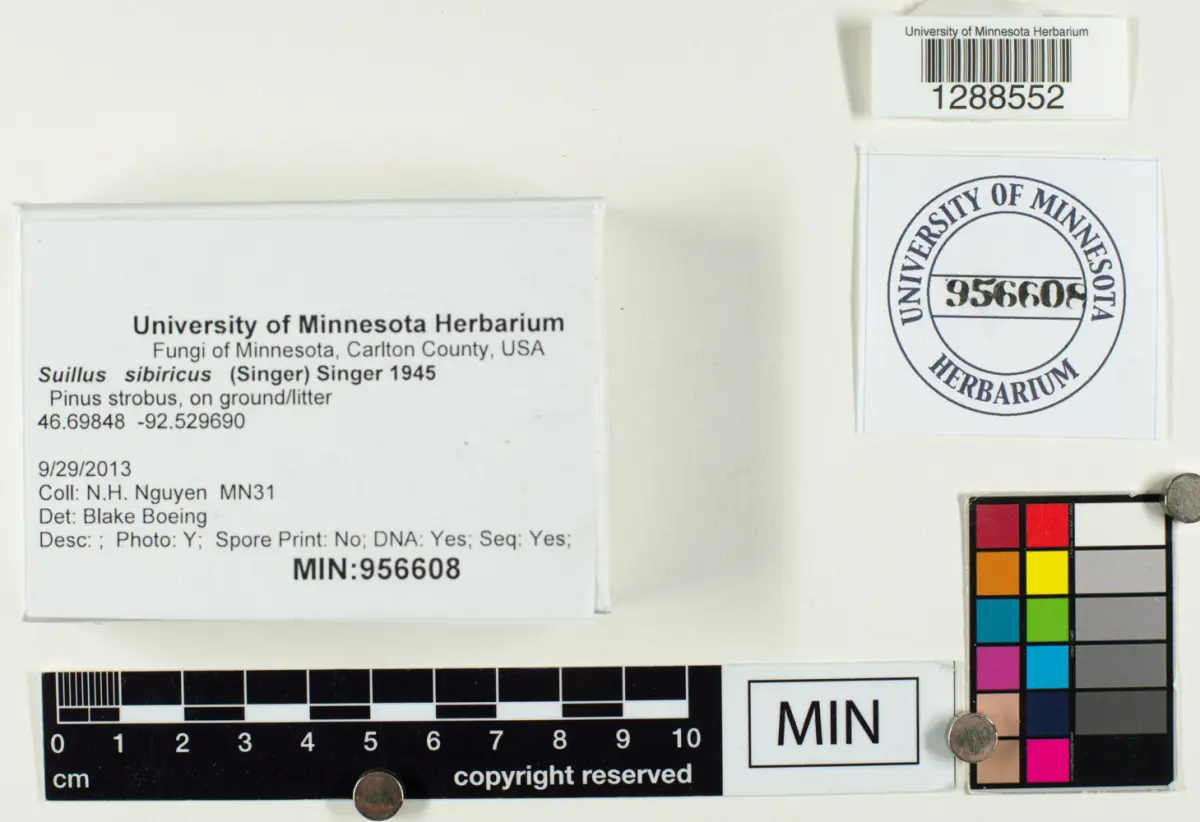 University of Minnesota Herbarium
1288552
UNIVERSITY OF MINNESOTA
956608
HERBARIUM
University of Minnesota Herbarium
Fungi of Minnesota, Carlton County, USA
Suillus sibiricus (Singer) Singer 1945
Pinus strobus, on ground/litter
46.69848 -92.529690
9/29/2013
Coll: N.H. Nguyen MN31
Det: Blake Boeing
Desc: ; Photo: Y; Spore Print: No; DNA: Yes; Seq: Yes;
MIN:956608
0 1 2 3 4 5 6 7 8 9 10
cm
copyright reserved
MIN